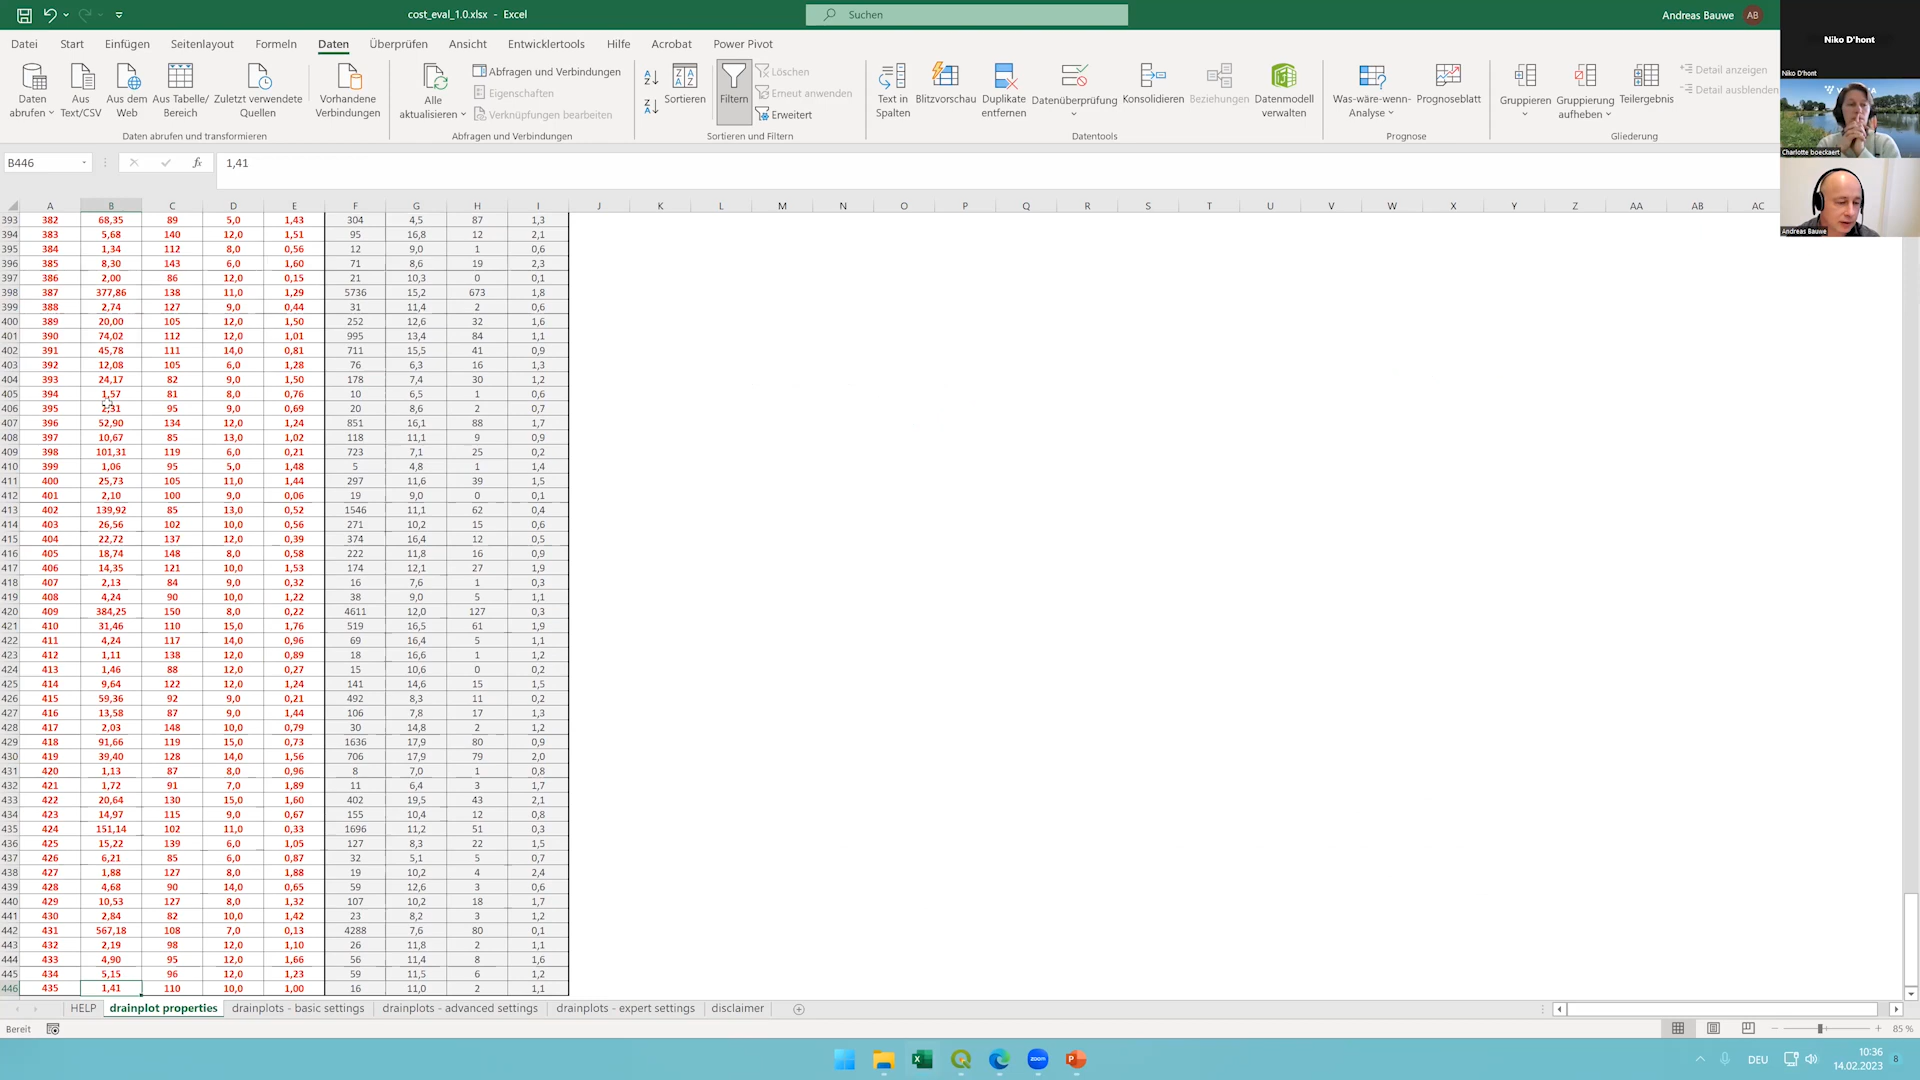 cost_eval_1.0.xlsx - Excel
Suchen
Andreas Bauwe AB
Datei Start Einfügen Seitenlayout Formeln Daten Überprüfen Ansicht Entwicklertools Hilfe Acrobat Power Pivot
Daten abrufen
Aus Text/CSV
Aus dem Web
Aus Tabelle/ Bereich
Zuletzt verwendete Quellen
Vorhandene Verbindungen
Daten abrufen und transformieren
Alle aktualisieren
Abfragen und Verbindungen
Eigenschaften
Verknüpfungen bearbeiten
Abfragen und Verbindungen
Sortieren
Filtern
Löschen
Erneut anwenden
Erweitert
Sortieren und Filtern
Text in Spalten
Blitzvorschau
Duplikate entfernen
Datenüberprüfung
Konsolidieren
Beziehungen
Datenmodell verwalten
Datentools
Was-wäre-wenn- Analyse
Prognoseblatt
Prognose
Gruppieren
Gruppierung aufheben
Teilergebnis
Detail anzeigen
Detail ausblenden
Gliederung
Niko D'hont
Niko D'hont
Charlotte boeckaert
Andreas Bauwe
B446 fx 1,41
A B C D E F G H I J K L M N O P Q R S T U V W X Y Z AA AB AC
393 382 68,35 89 5,0 1,43 304 4,5 87 1,3
394 383 5,68 140 12,0 1,51 95 16,8 12 2,1
395 384 1,34 112 8,0 0,56 12 9,0 1 0,6
396 385 8,30 143 6,0 1,60 71 8,6 19 2,3
397 386 2,00 86 12,0 0,15 21 10,3 0 0,1
398 387 377,86 138 11,0 1,29 5736 15,2 673 1,8
399 388 2,74 127 9,0 0,44 31 11,4 2 0,6
400 389 20,00 105 12,0 1,50 252 12,6 32 1,6
401 390 74,02 112 12,0 1,01 995 13,4 84 1,1
402 391 45,78 111 14,0 0,81 711 15,5 41 0,9
403 392 12,08 105 6,0 1,28 76 6,3 16 1,3
404 393 24,17 82 9,0 1,50 178 7,4 30 1,2
405 394 1,57 81 8,0 0,76 10 6,5 1 0,6
406 395 2,31 95 9,0 0,69 20 8,6 2 0,7
407 396 52,90 134 12,0 1,24 851 16,1 88 1,7
408 397 10,67 85 13,0 1,02 118 11,1 9 0,9
409 398 101,31 119 6,0 0,21 723 7,1 25 0,2
410 399 1,06 95 5,0 1,48 5 4,8 1 1,4
411 400 25,73 105 11,0 1,44 297 11,6 39 1,5
412 401 2,10 100 9,0 0,06 19 9,0 0 0,1
413 402 139,92 85 13,0 0,52 1546 11,1 62 0,4
414 403 26,56 102 10,0 0,56 271 10,2 15 0,6
415 404 22,72 137 12,0 0,39 374 16,4 12 0,5
416 405 18,74 148 8,0 0,58 222 11,8 16 0,9
417 406 14,35 121 10,0 1,53 174 12,1 27 1,9
418 407 2,13 84 9,0 0,32 16 7,6 1 0,3
419 408 4,24 90 10,0 1,22 38 9,0 5 1,1
420 409 384,25 150 8,0 0,22 4611 12,0 127 0,3
421 410 31,46 110 15,0 1,76 519 16,5 61 1,9
422 411 4,24 117 14,0 0,96 69 16,4 5 1,1
423 412 1,11 138 12,0 0,89 18 16,6 1 1,2
424 413 1,46 88 12,0 0,27 15 10,6 0 0,2
425 414 9,64 122 12,0 1,24 141 14,6 15 1,5
426 415 59,36 92 9,0 0,21 492 8,3 11 0,2
427 416 13,58 87 9,0 1,44 106 7,8 17 1,3
428 417 2,03 148 10,0 0,79 30 14,8 2 1,2
429 418 91,66 119 15,0 0,73 1636 17,9 80 0,9
430 419 39,40 128 14,0 1,56 706 17,9 79 2,0
431 420 1,13 87 8,0 0,96 8 7,0 1 0,8
432 421 1,72 91 7,0 1,89 11 6,4 3 1,7
433 422 20,64 130 15,0 1,60 402 19,5 43 2,1
434 423 14,97 115 9,0 0,67 155 10,4 12 0,8
435 424 151,14 102 11,0 0,33 1696 11,2 51 0,3
436 425 15,22 139 6,0 1,05 127 8,3 22 1,5
437 426 6,21 85 6,0 0,87 32 5,1 5 0,7
438 427 1,88 127 8,0 1,88 19 10,2 4 2,4
439 428 4,68 90 14,0 0,65 59 12,6 3 0,6
440 429 10,53 127 8,0 1,32 107 10,2 18 1,7
441 430 2,84 82 10,0 1,42 23 8,2 3 1,2
442 431 567,18 108 7,0 0,13 4288 7,6 80 0,1
443 432 2,19 98 12,0 1,10 26 11,8 2 1,1
444 433 4,90 95 12,0 1,66 56 11,4 8 1,6
445 434 5,15 96 12,0 1,23 59 11,5 6 1,2
446 435 1,41 110 10,0 1,00 16 11,0 2 1,1
HELP drainplot properties drainplots - basic settings drainplots - advanced settings drainplots - expert settings disclaimer
Bereit
85 %
zoom
DEU
10:36
14.02.2023
8